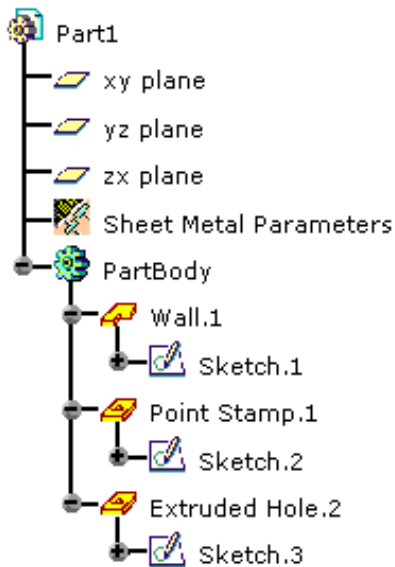 Part1
xy plane
yz plane
zx plane
Sheet Metal Parameters
PartBody
Wall.1
Sketch.1
Point Stamp.1
Sketch.2
Extruded Hole.2
Sketch.3